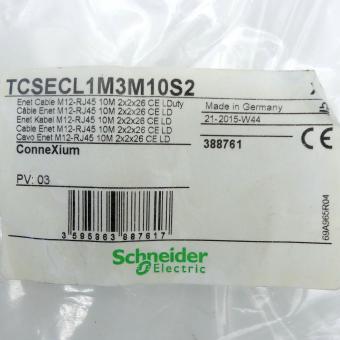 TCSECL1M3M10S2
Enet Cable M12-RJ45 10M 2x2x26 CE LDuty
Câble Enet M12-RJ45 10M 2x2x26 CE LD
Enet Kabel M12-RJ45 10M 2x2x26 CE LD
Cable Enet M12-RJ45 10M 2x2x26 CE LD
Cavo Enet M12-RJ45 10M 2x2x26 CE LD
ConneXium
Made in Germany
21-2015-W44
388761
CE
PV: 03
3 595863 887617
69A965R04
Schneider
Electric